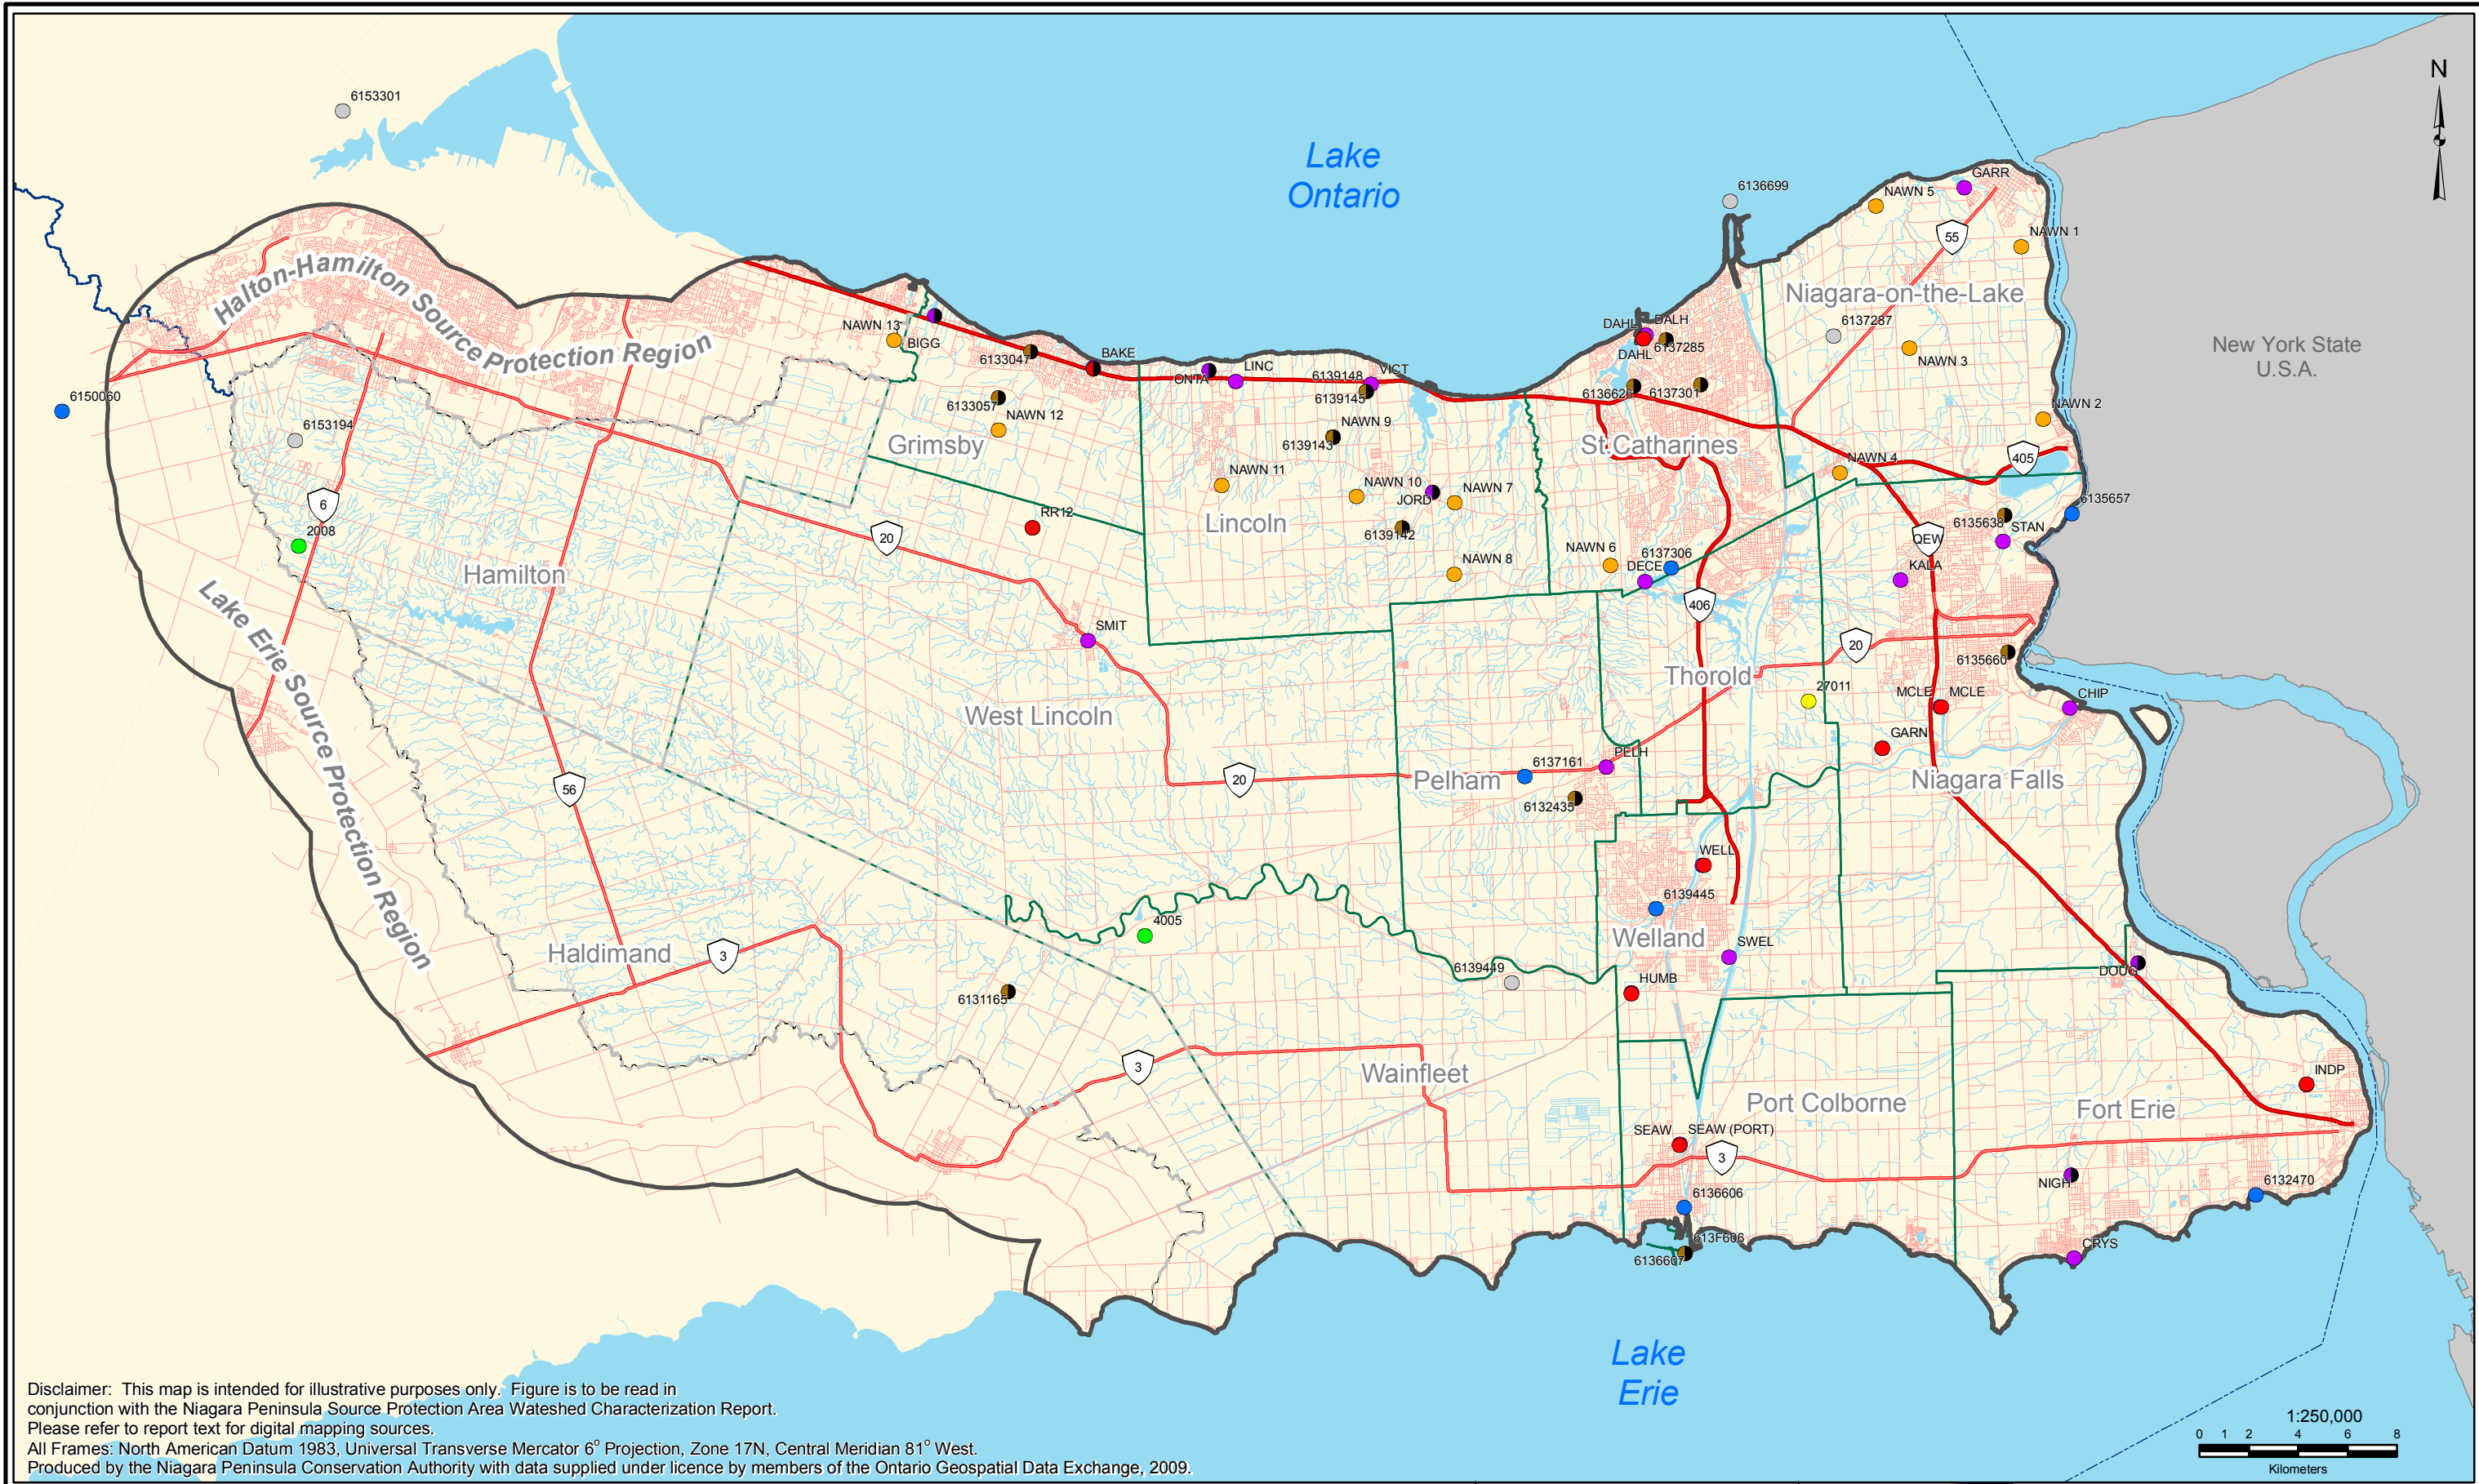 6153301
Lake
Ontario
N
6136699
GARR
NAWN 5
55
NAWN 1
Niagara-on-the-Lake
6137287
NAWN 3
New York State
U.S.A.
Halton-Hamilton Source Protection Region
NAWN 13
BIGG
6133047
BAKE
ONTA
LINC
6139148
VICT
6139145
DAHL
DALH
DAHL
6137285
6136626
6137301
6150060
6153194
6133057
NAWN 12
Grimsby
NAWN 9
6139143
St.Catharines
NAWN 2
405
NAWN 4
6
2008
NAWN 11
NAWN 10
JORD
NAWN 7
6135657
RR12
20
Lincoln
6139142
6135638
STAN
QEW
Hamilton
NAWN 8
NAWN 6
6137306
DECE
KALA
406
Lake Erie Source Protection Region
SMIT
20
6135660
Thorold
27011
MCLE
MCLE
CHIP
West Lincoln
GARN
PELH
6137161
20
Pelham
Niagara Falls
56
6132435
WELL
6139445
4005
Welland
SWEL
Haldimand
3
6139449
DOUG
HUMB
6131165
3
Wainfleet
INDP
Port Colborne
Fort Erie
SEAW
SEAW (PORT)
3
NIGH
6132470
6136606
613F606
6136607
CRYS
Lake
Erie
Disclaimer: This map is intended for illustrative purposes only. Figure is to be read in
conjunction with the Niagara Peninsula Source Protection Area Wateshed Characterization Report.
Please refer to report text for digital mapping sources.
All Frames: North American Datum 1983, Universal Transverse Mercator 6° Projection, Zone 17N, Central Meridian 81° West.
Produced by the Niagara Peninsula Conservation Authority with data supplied under licence by members of the Ontario Geospatial Data Exchange, 2009.
1:250,000
0 1 2 4 6 8
Kilometers